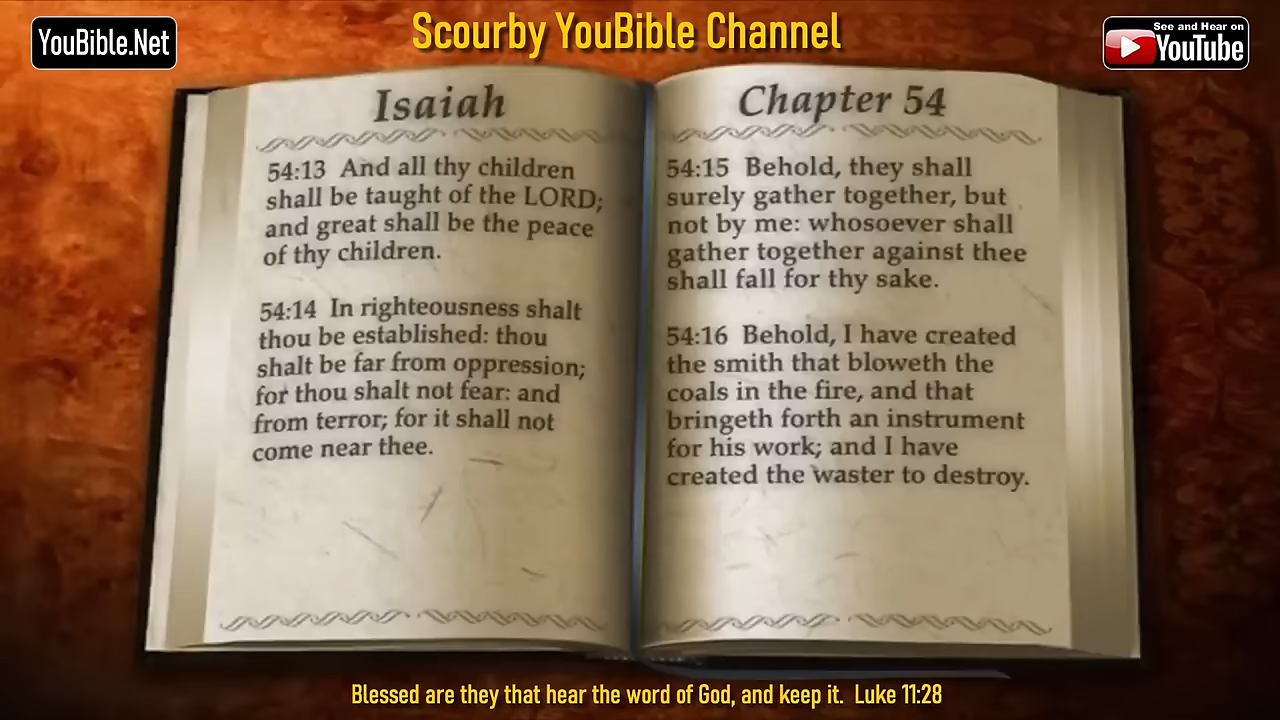 YouBible.Net
Scourby YouBible Channel
See and Hear on
YouTube
Isaiah
54:13 And all thy children
shall be taught of the LORD;
and great shall be the peace
of thy children.
54:14 In righteousness shalt
thou be established: thou
shalt be far from oppression;
for thou shalt not fear: and
from terror; for it shall not
come near thee.
Chapter 54
54:15 Behold, they shall
surely gather together, but
not by me: whosoever shall
gather together against thee
shall fall for thy sake.
54:16 Behold, I have created
the smith that bloweth the
coals in the fire, and that
bringeth forth an instrument
for his work; and I have
created the waster to destroy.
Blessed are they that hear the word of God, and keep it. Luke 11:28